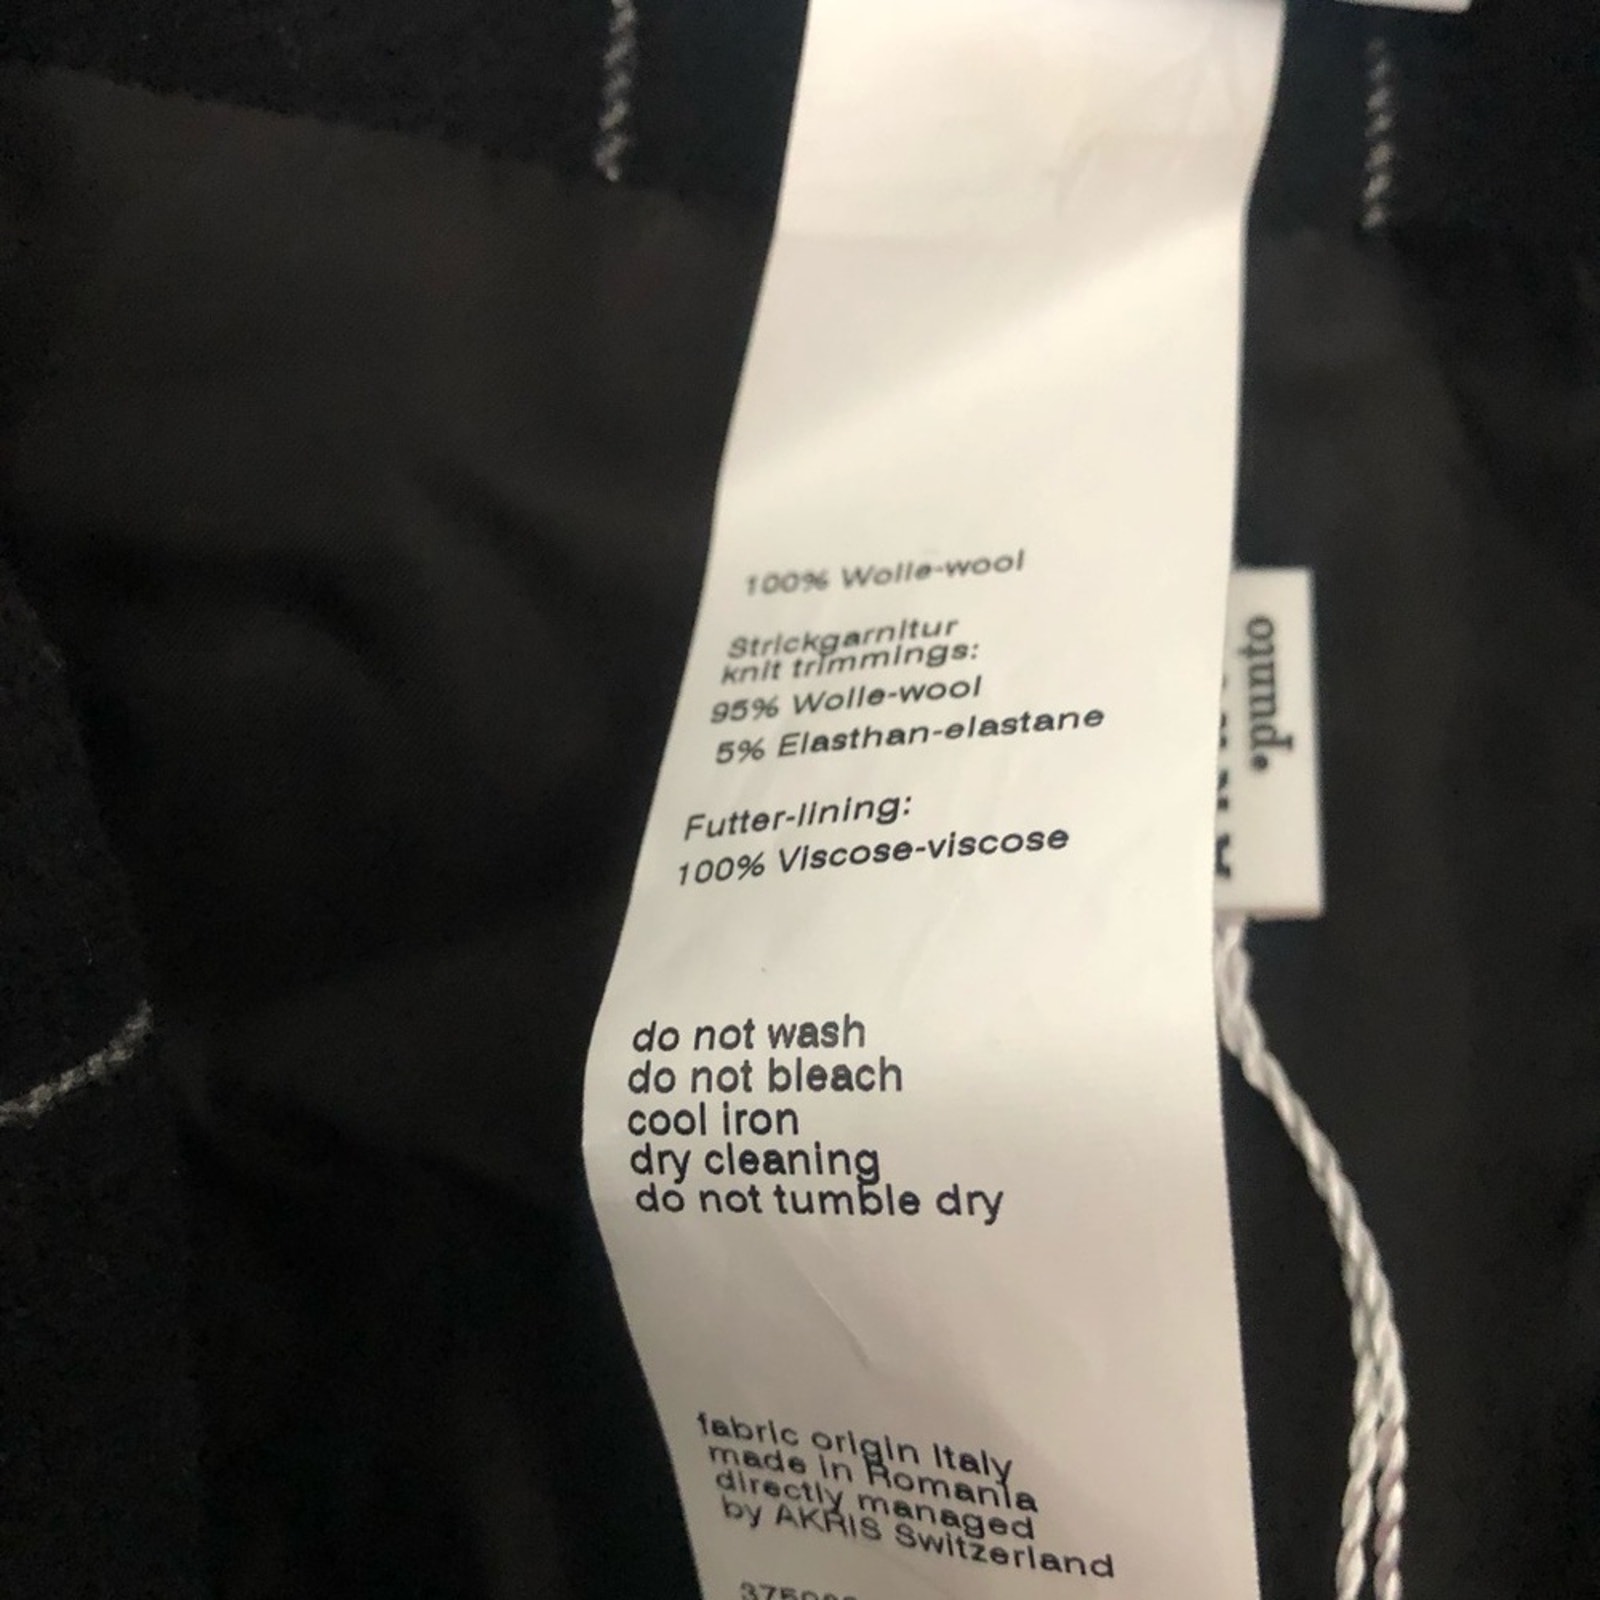 100% Wolle-wool
Strickgarnitur
knit trimmings:
95% Wolle-wool
5% Elasthan-elastane
Futter-lining:
100% Viscose-viscose
do not wash
do not bleach
cool iron
dry cleaning
do not tumble dry
fabric origin Italy
made in Romania
directly managed
by AKRIS Switzerland
punto.